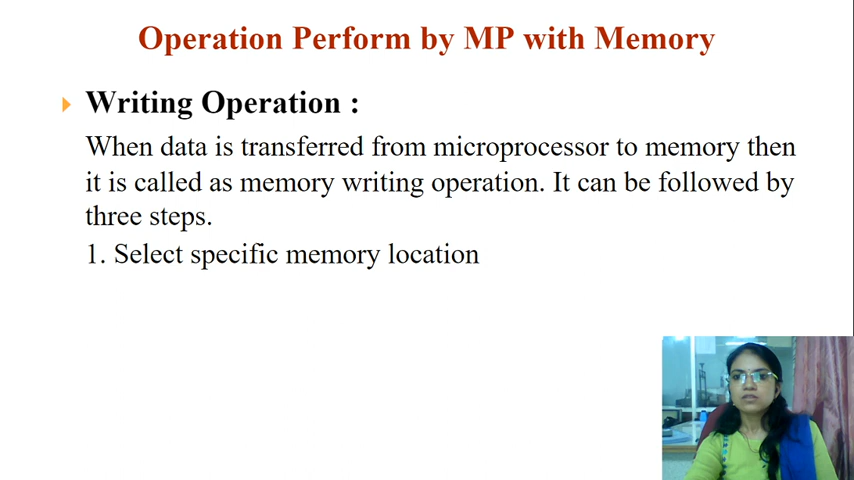 Operation Perform by MP with Memory
Writing Operation :
When data is transferred from microprocessor to memory then
it is called as memory writing operation. It can be followed by
three steps.
1. Select specific memory location